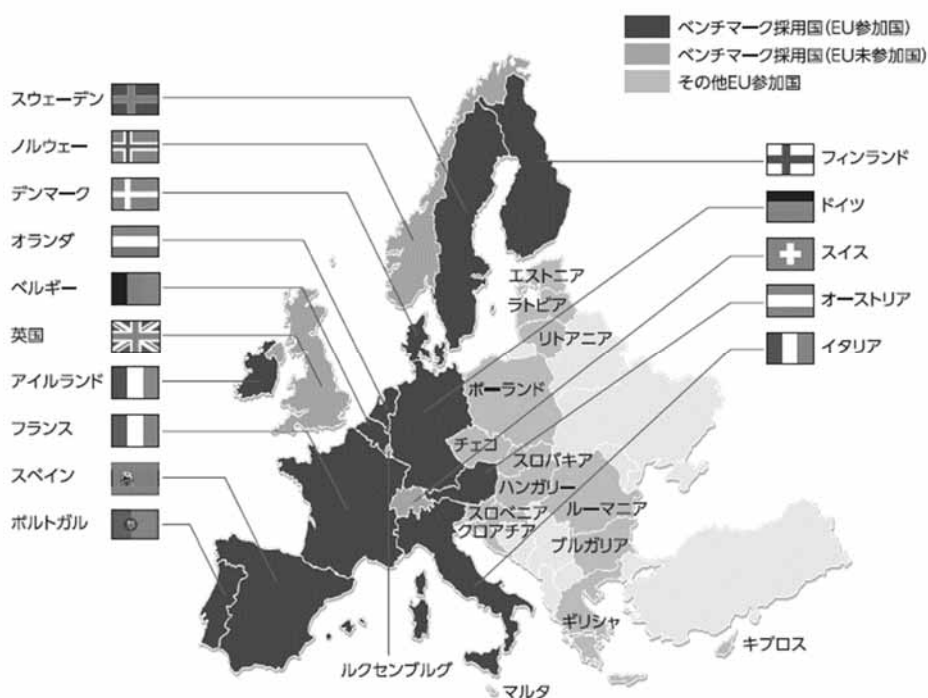 ベンチマーク採用国(EU参加国)
ベンチマーク採用国(EU未参加国)
その他EU参加国
スウェーデン
ノルウェー
デンマーク
オランダ
ベルギー
英国
アイルランド
フランス
スペイン
ポルトガル
フィンランド
ドイツ
スイス
オーストリア
イタリア
エストニア
ラトビア
リトアニア
ポーランド
チェコ
スロバキア
ハンガリー
スロベニア
クロアチア
ルーマニア
ブルガリア
ギリシャ
キプロス
ルクセンブルグ
マルタ